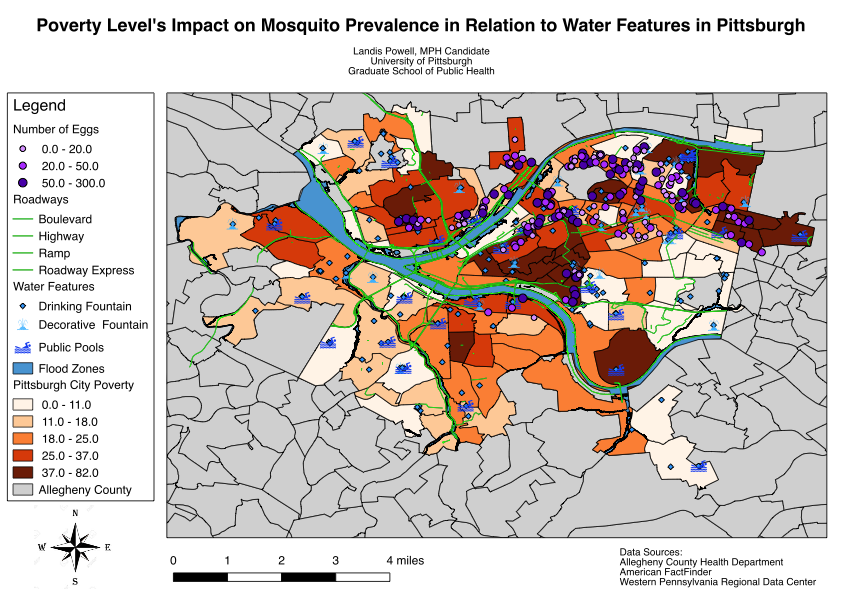 Poverty Level's Impact on Mosquito Prevalence in Relation to Water Features in Pittsburgh
Landis Powell, MPH Candidate
University of Pittsburgh
Graduate School of Public Health
Legend
Number of Eggs
0.0 - 20.0
20.0 - 50.0
50.0 - 300.0
Roadways
Boulevard
Highway
Ramp
Roadway Express
Water Features
Drinking Fountain
Decorative Fountain
Public Pools
Flood Zones
Pittsburgh City Poverty
0.0 - 11.0
11.0 - 18.0
18.0 - 25.0
25.0 - 37.0
37.0 - 82.0
Allegheny County
N
W E
S
0 1 2 3 4 miles
Data Sources:
Allegheny County Health Department
American FactFinder
Western Pennsylvania Regional Data Center